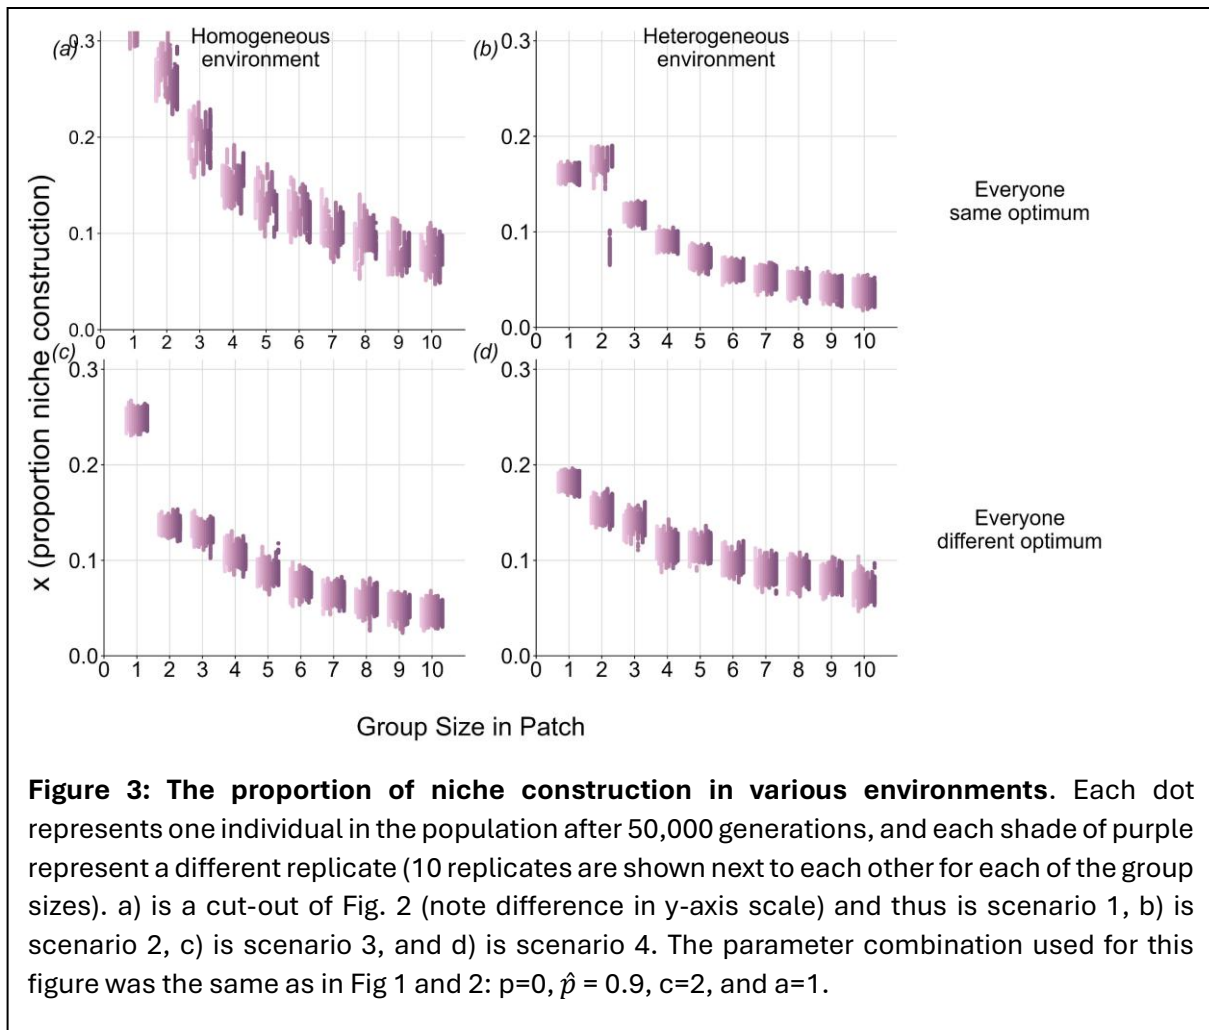 (a)
Homogeneous
environment
(b)
Heterogeneous
environment
0.3
0.2
0.1
0.0
0 1 2 3 4 5 6 7 8 9 10
0.3
0.2
0.1
0.0
0 1 2 3 4 5 6 7 8 9 10
Everyone
same optimum
x (proportion niche construction)
(c)
0.3
0.2
0.1
0.0
0 1 2 3 4 5 6 7 8 9 10
(d)
0.3
0.2
0.1
0.0
0 1 2 3 4 5 6 7 8 9 10
Everyone
different optimum
Group Size in Patch
Figure 3: The proportion of niche construction in various environments. Each dot
represents one individual in the population after 50,000 generations, and each shade of purple
represent a different replicate (10 replicates are shown next to each other for each of the group
sizes). a) is a cut-out of Fig. 2 (note difference in y-axis scale) and thus is scenario 1, b) is
scenario 2, c) is scenario 3, and d) is scenario 4. The parameter combination used for this
figure was the same as in Fig 1 and 2: p=0, p̂ = 0.9, c=2, and a=1.